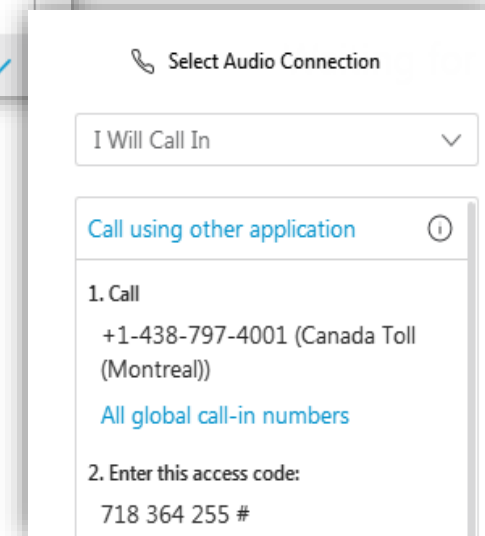 Select Audio Connection
I Will Call In
Call using other application
1. Call
+1-438-797-4001 (Canada Toll
(Montreal))
All global call-in numbers
2. Enter this access code:
718 364 255 #